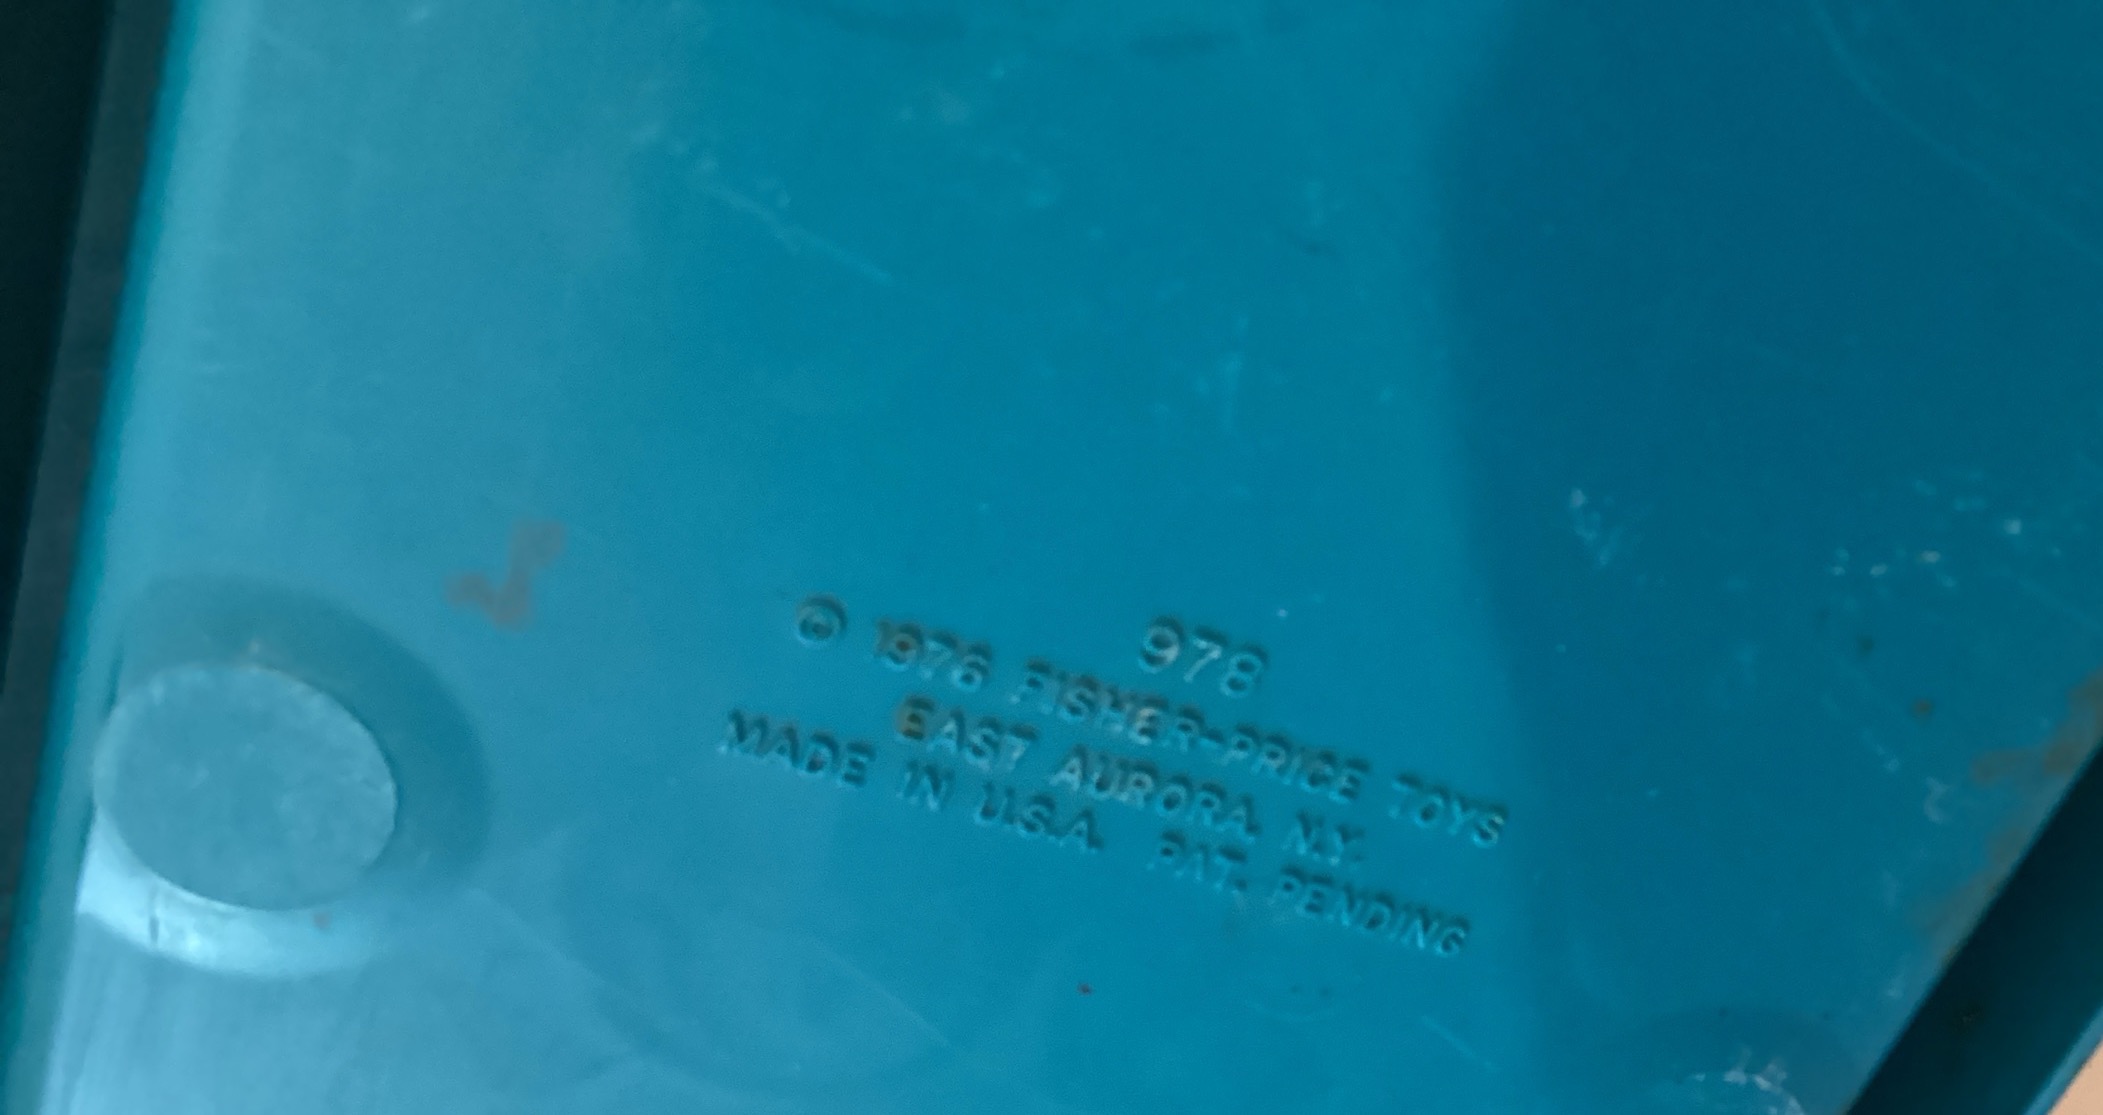 978
© 1976 FISHER-PRICE TOYS
EAST AURORA, N.Y.
MADE IN U.S.A. PAT. PENDING